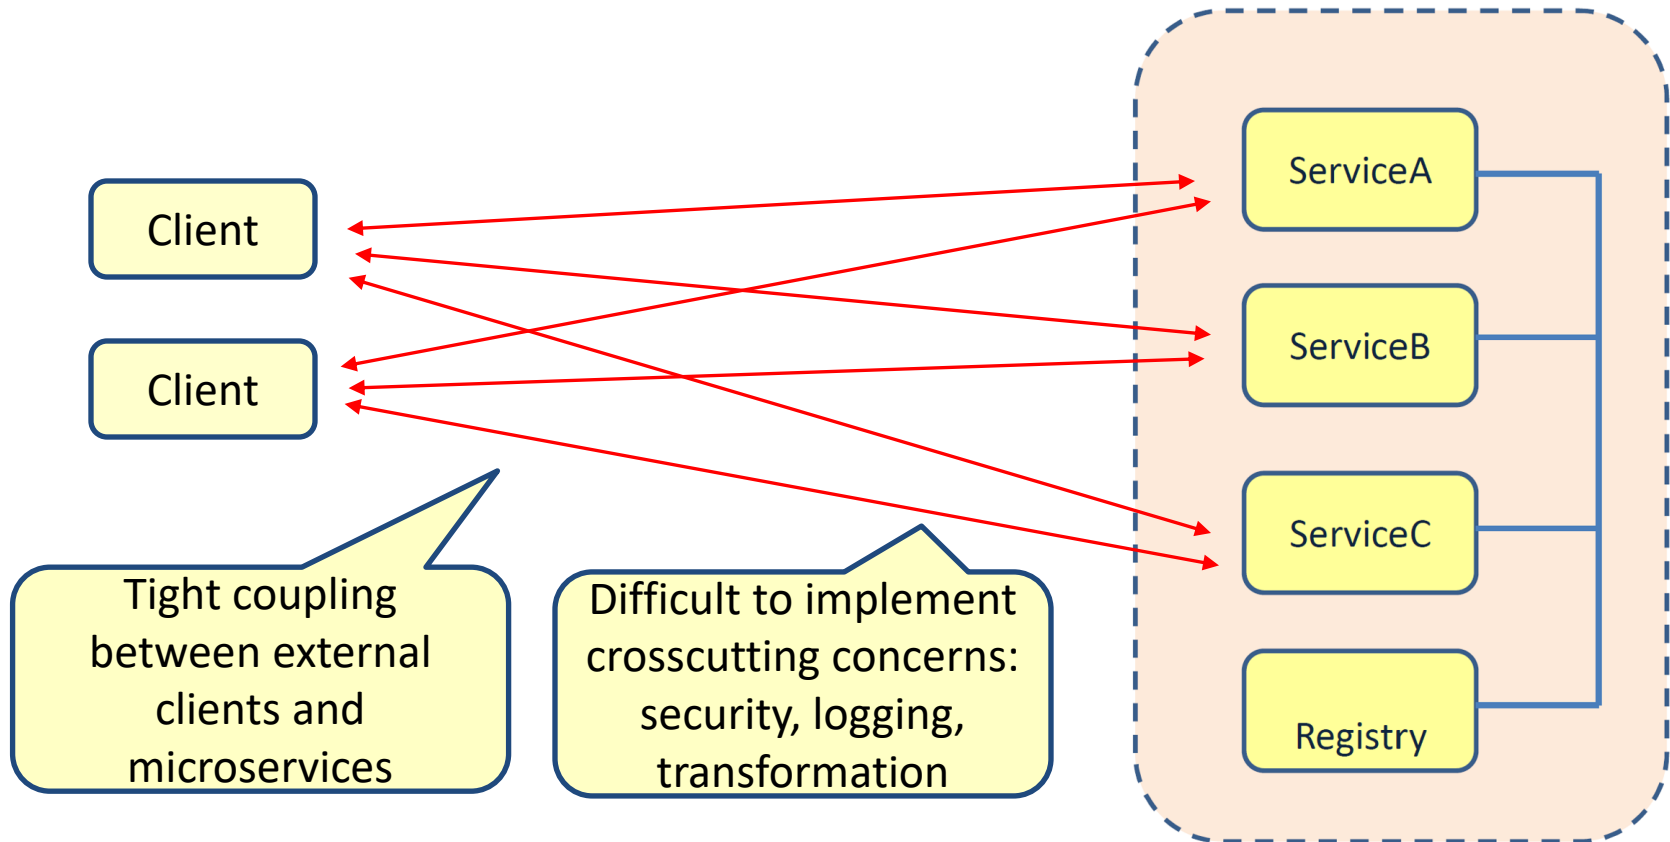 Client
Client
Tight coupling
between external
clients and
microservices
Difficult to implement
crosscutting concerns:
security, logging,
transformation
ServiceA
ServiceB
ServiceC
Registry